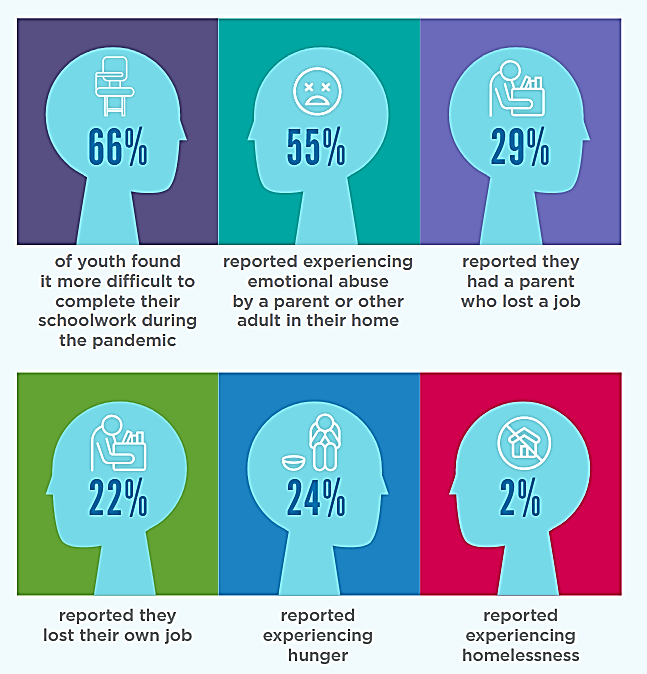 66%
of youth found
it more difficult to
complete their
schoolwork during
the pandemic
55%
reported experiencing
emotional abuse
by a parent or other
adult in their home
29%
reported they
had a parent
who lost a job
22%
reported they
lost their own job
24%
reported
experiencing
hunger
2%
reported
experiencing
homelessness